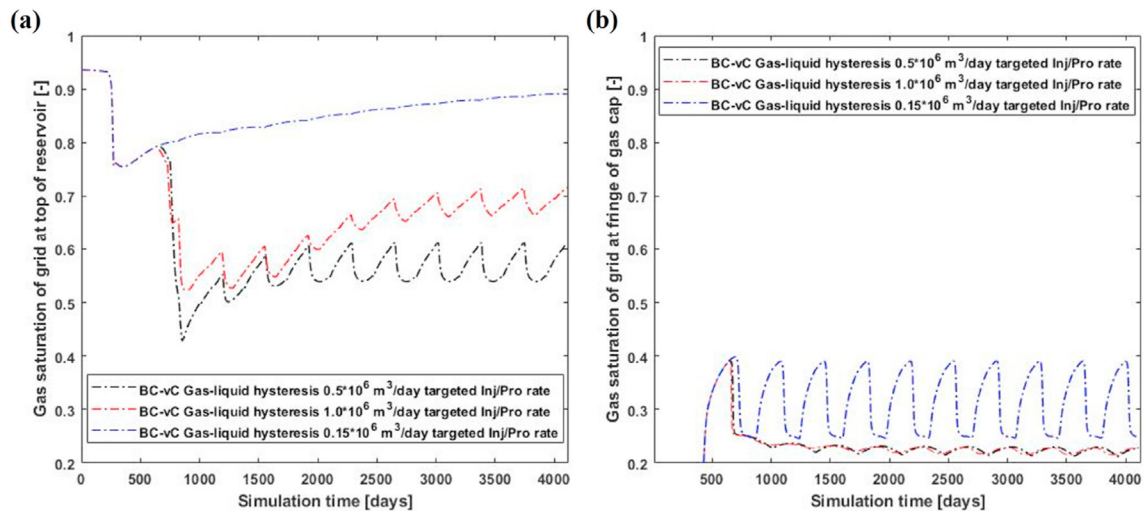 (a)
Gas saturation of grid at top of reservoir [-]
1
0.9
0.8
0.7
0.6
0.5
0.4
0.3
0.2
BC-vC Gas-liquid hysteresis 0.5*10^6 m^3/day targeted Inj/Pro rate
BC-vC Gas-liquid hysteresis 1.0*10^6 m^3/day targeted Inj/Pro rate
BC-vC Gas-liquid hysteresis 0.15*10^6 m^3/day targeted Inj/Pro rate
0 500 1000 1500 2000 2500 3000 3500 4000
Simulation time [days]
(b)
Gas saturation of grid at fringe of gas cap [-]
1
0.9
0.8
0.7
0.6
0.5
0.4
0.3
0.2
BC-vC Gas-liquid hysteresis 0.5*10^6 m^3/day targeted Inj/Pro rate
BC-vC Gas-liquid hysteresis 1.0*10^6 m^3/day targeted Inj/Pro rate
BC-vC Gas-liquid hysteresis 0.15*10^6 m^3/day targeted Inj/Pro rate
500 1000 1500 2000 2500 3000 3500 4000
Simulation time [days]